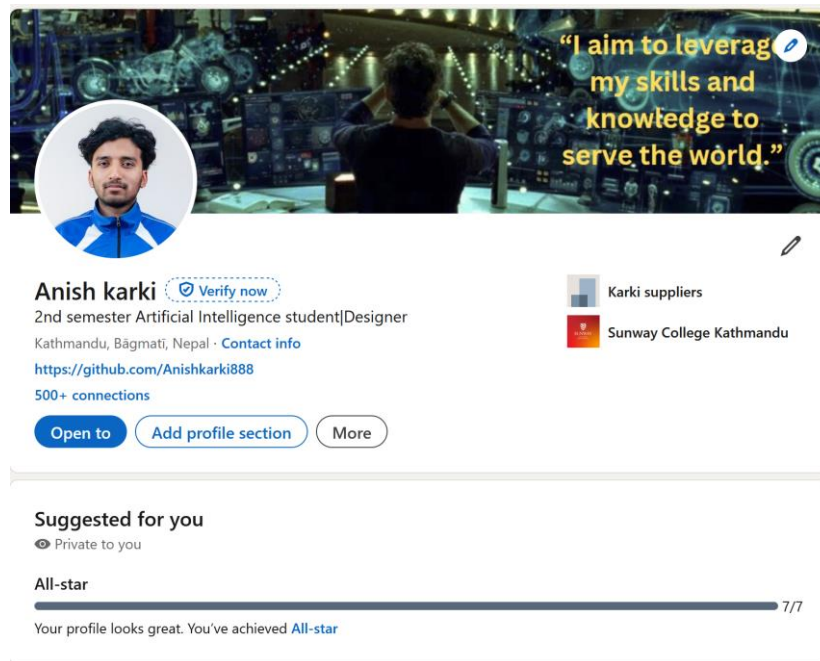 “I aim to leverag
my skills and
knowledge to
serve the world.”
Anish karki Verify now
2nd semester Artificial Intelligence student|Designer
Kathmandu, Bāgmatī, Nepal · Contact info
https://github.com/Anishkarki888
500+ connections
Open to Add profile section More
Karki suppliers
Sunway College Kathmandu
Suggested for you
Private to you
All-star
7/7
Your profile looks great. You’ve achieved All-star